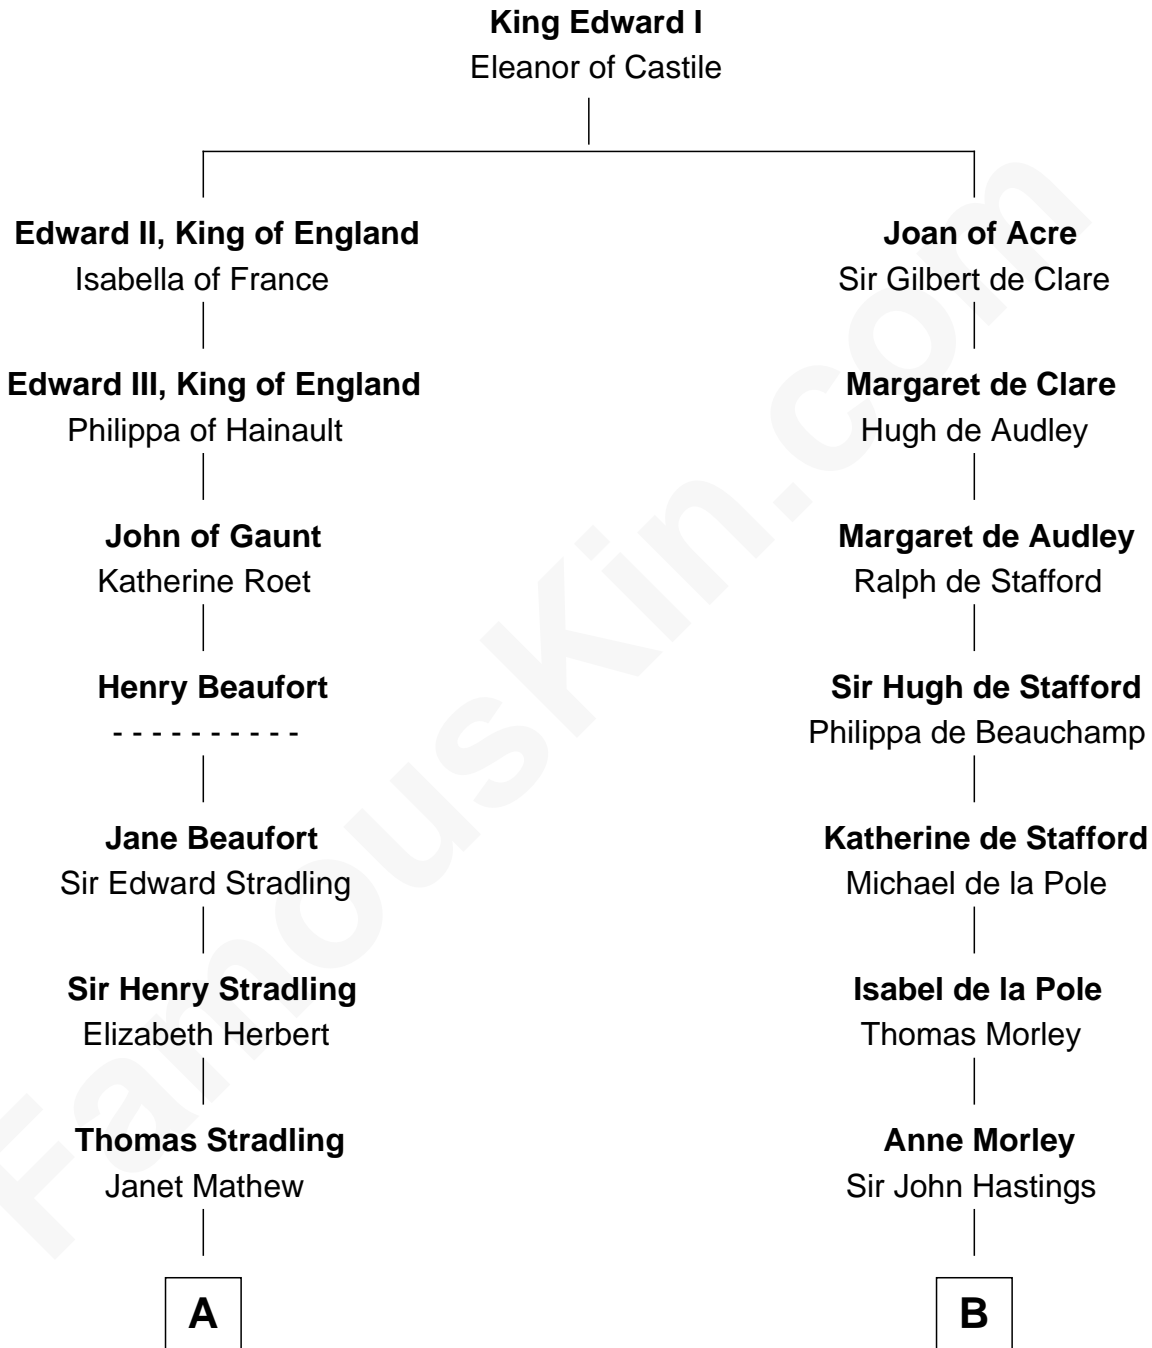 King Edward I
Eleanor of Castile
Edward II, King of England
Isabella of France
Joan of Acre
Sir Gilbert de Clare
Edward III, King of England
Philippa of Hainault
Margaret de Clare
Hugh de Audley
John of Gaunt
Katherine Roet
Margaret de Audley
Ralph de Stafford
Henry Beaufort
- - - - - - - - - -
Sir Hugh de Stafford
Philippa de Beauchamp
Jane Beaufort
Sir Edward Stradling
Katherine de Stafford
Michael de la Pole
Sir Henry Stradling
Elizabeth Herbert
Isabel de la Pole
Thomas Morley
Thomas Stradling
Janet Mathew
Anne Morley
Sir John Hastings
A
B
FamousKin.com